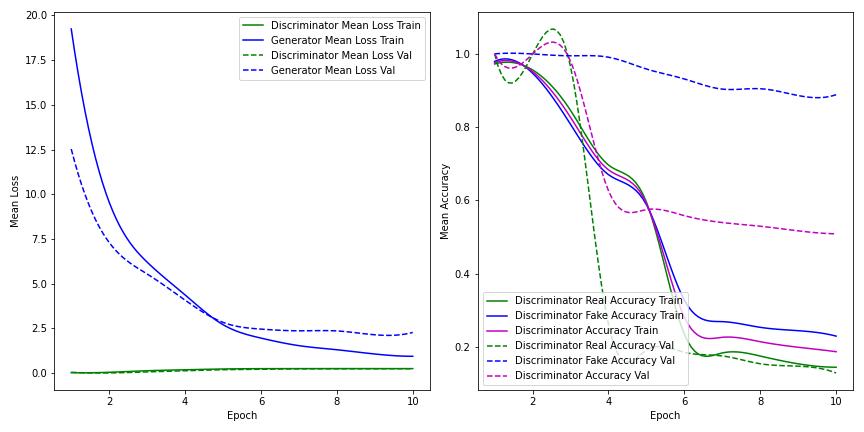 20.0
17.5
15.0
12.5
10.0
7.5
5.0
2.5
0.0
Mean Loss
2 4 6 8 10
Epoch
Discriminator Mean Loss Train
Generator Mean Loss Train
Discriminator Mean Loss Val
Generator Mean Loss Val
1.0
0.8
0.6
0.4
0.2
Mean Accuracy
2 4 6 8 10
Epoch
Discriminator Real Accuracy Train
Discriminator Fake Accuracy Train
Discriminator Accuracy Train
Discriminator Real Accuracy Val
Discriminator Fake Accuracy Val
Discriminator Accuracy Val